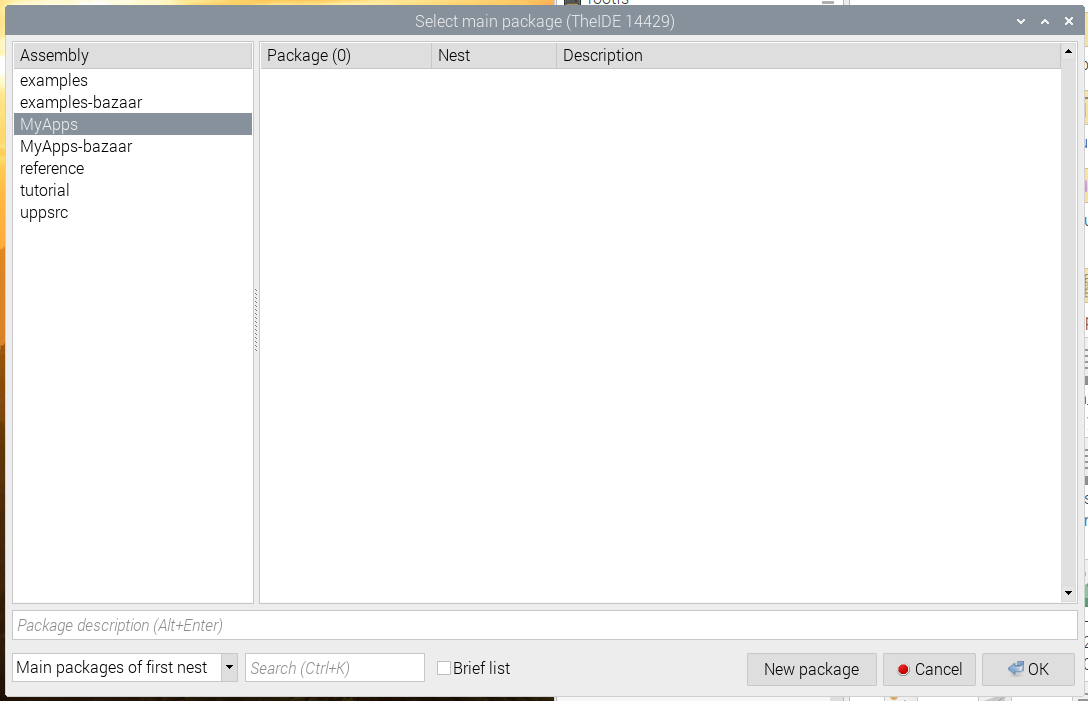 Select main package (TheIDE 14429)
Assembly
Package (0) Nest Description
examples
examples-bazaar
MyApps
MyApps-bazaar
reference
tutorial
uppsrc
Package description (Alt+Enter)
Main packages of first nest Search (Ctrl+K) Brief list New package Cancel OK